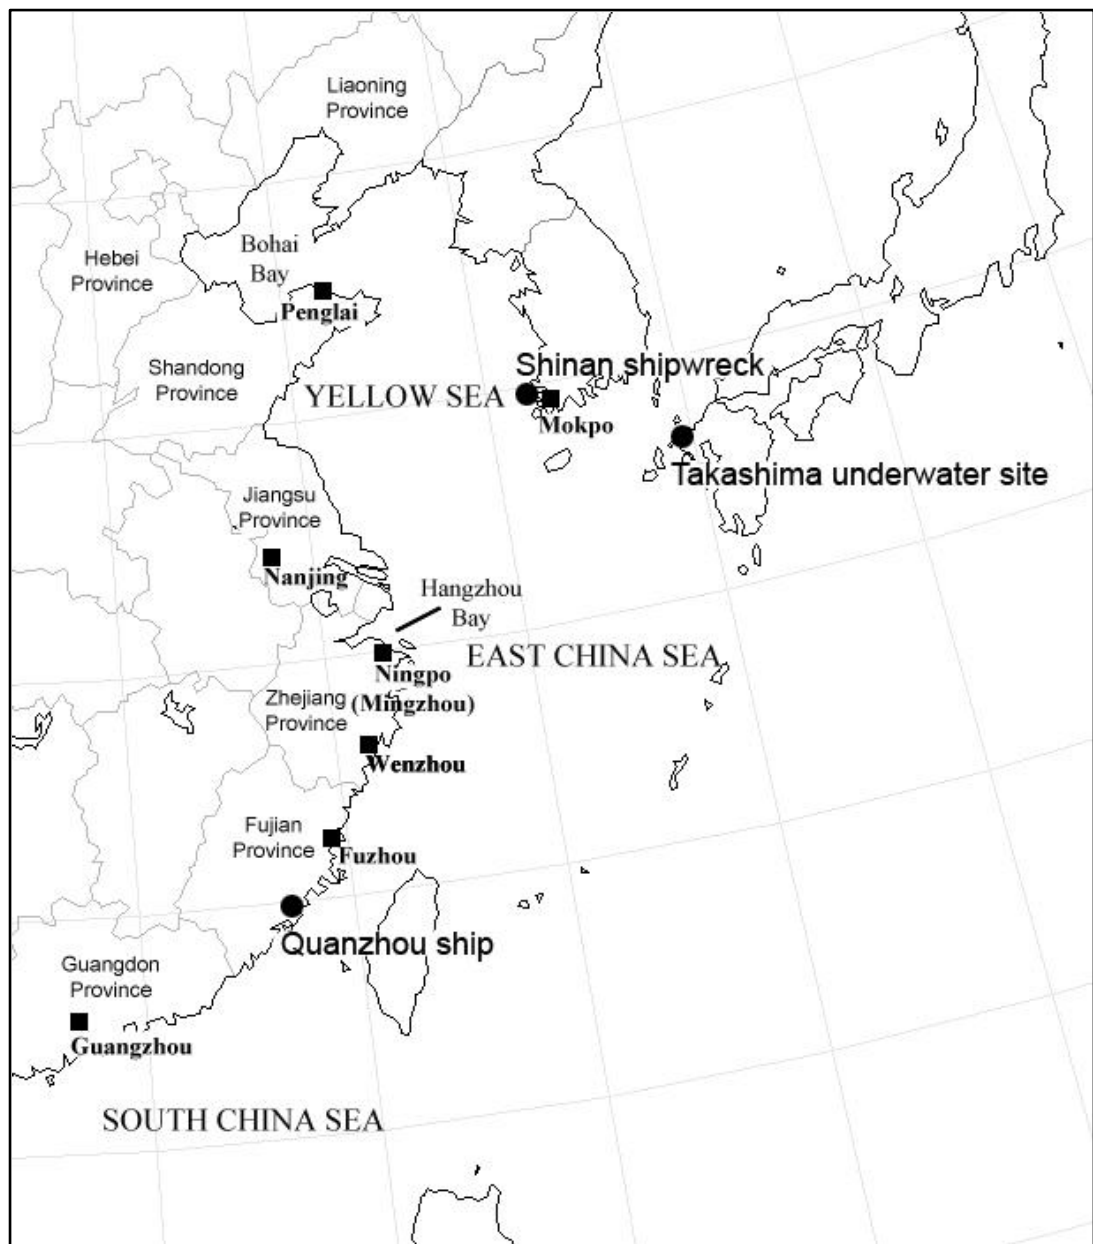 Liaoning
Province
Bohai
Bay
Hebei
Province
Penglai
Shandong
Province
Shinan shipwreck
YELLOW SEA
Mokpo
Takashima underwater site
Jiangsu
Province
Nanjing
Hangzhou
Bay
EAST CHINA SEA
Ningpo
(Mingzhou)
Zhejiang
Province
Wenzhou
Fujian
Province
Fuzhou
Quanzhou ship
Guangdon
Province
Guangzhou
SOUTH CHINA SEA